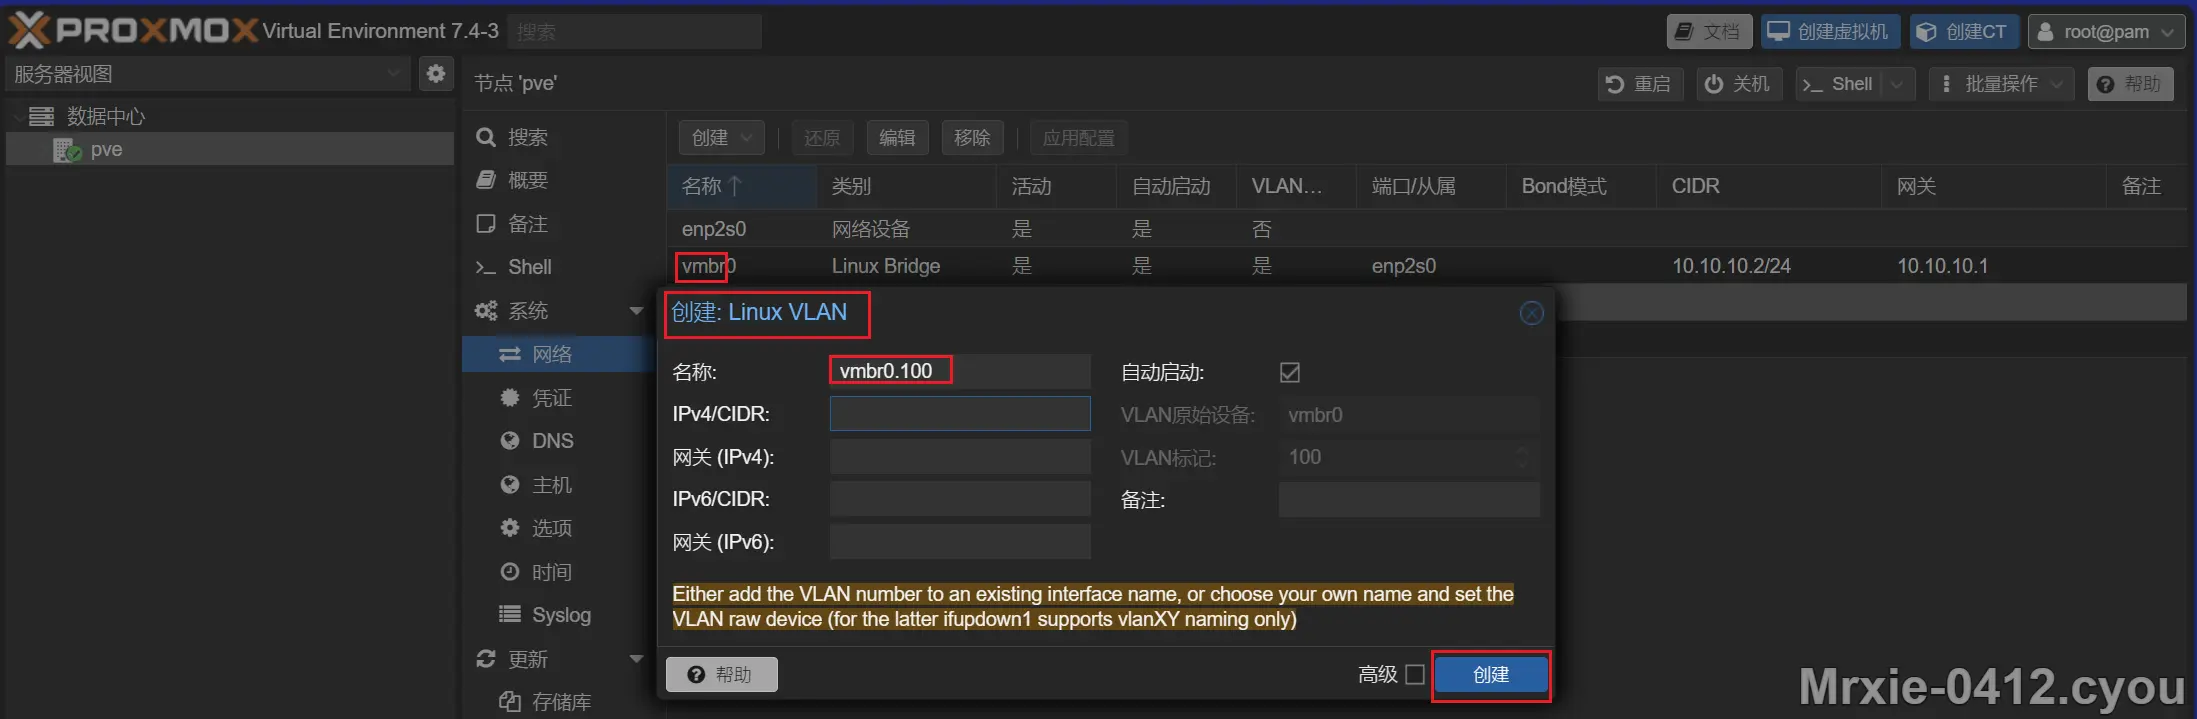 PROXMOX Virtual Environment 7.4-3 搜索 文档 创建虚拟机 创建CT root@pam
服务器视图
节点 'pve' 重启 关机 Shell 批量操作 帮助
数据中心
pve
搜索
概要
备注
Shell
系统
网络
凭证
DNS
主机
选项
时间
Syslog
更新
存储库
创建 还原 编辑 移除 应用配置
名称 类别 活动 自动启动 VLAN... 端口/从属 Bond模式 CIDR 网关 备注
enp2s0 网络设备 是 是 否
vmbr0 Linux Bridge 是 是 是 enp2s0 10.10.10.2/24 10.10.10.1
创建: Linux VLAN
名称: vmbr0.100 自动启动:
IPv4/CIDR: VLAN原始设备: vmbr0
网关 (IPv4): VLAN标记: 100
IPv6/CIDR: 备注:
网关 (IPv6):
Either add the VLAN number to an existing interface name, or choose your own name and set the
VLAN raw device (for the latter ifupdown1 supports vlanXY naming only)
帮助 高级 创建
Mrxie-0412.cyou